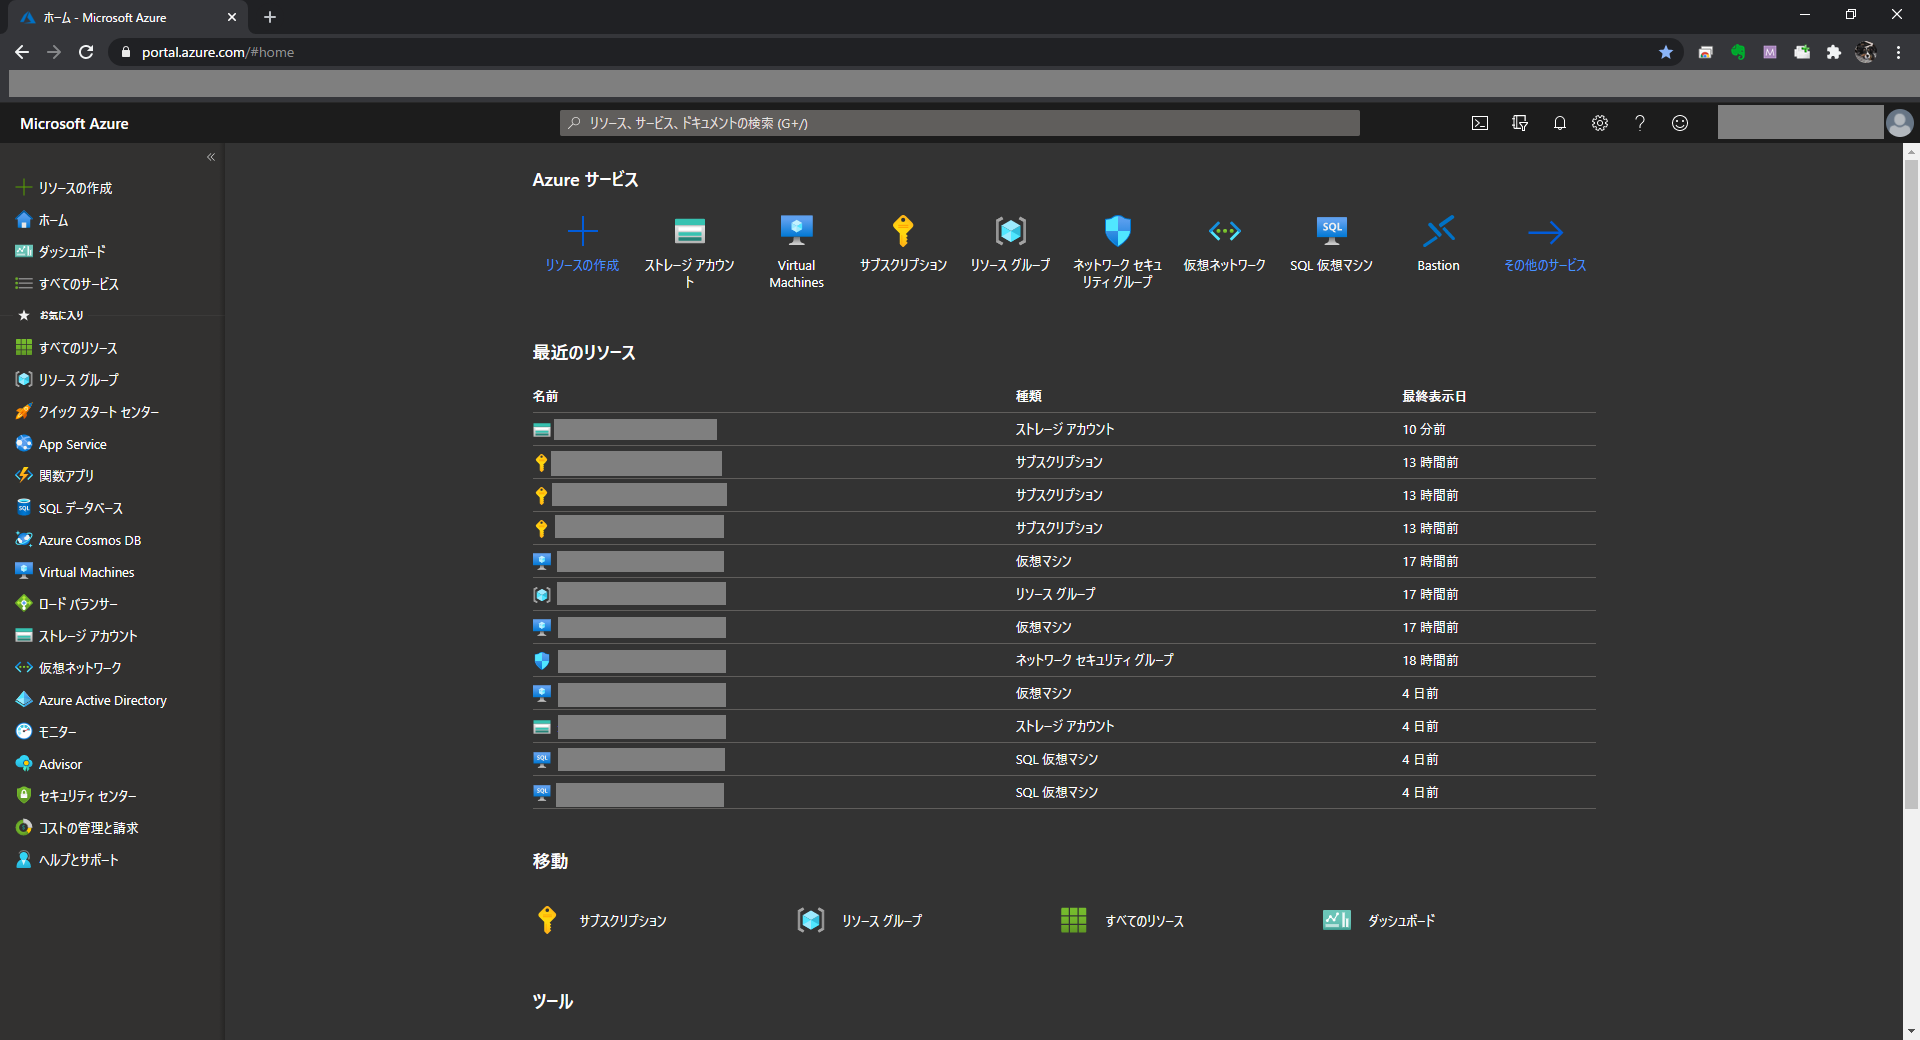 ホーム - Microsoft Azure
portal.azure.com/#home
Microsoft Azure
リソース、サービス、ドキュメントの検索 (G+/)
リソースの作成
ホーム
ダッシュボード
すべてのサービス
お気に入り
すべてのリソース
リソース グループ
クイック スタート センター
App Service
関数アプリ
SQL データベース
Azure Cosmos DB
Virtual Machines
ロード バランサー
ストレージ アカウント
仮想ネットワーク
Azure Active Directory
モニター
Advisor
セキュリティ センター
コストの管理と請求
ヘルプとサポート
Azure サービス
リソースの作成
ストレージ アカウン
ト
Virtual
Machines
サブスクリプション
リソース グループ
ネットワーク セキュ
リティ グループ
仮想ネットワーク
SQL
SQL 仮想マシン
Bastion
その他のサービス
最近のリソース
名前 種類 最終表示日
ストレージ アカウント 10 分前
サブスクリプション 13 時間前
サブスクリプション 13 時間前
サブスクリプション 13 時間前
仮想マシン 17 時間前
リソース グループ 17 時間前
仮想マシン 17 時間前
ネットワーク セキュリティ グループ 18 時間前
仮想マシン 4 日前
ストレージ アカウント 4 日前
SQL 仮想マシン 4 日前
SQL 仮想マシン 4 日前
移動
サブスクリプション
リソース グループ
すべてのリソース
ダッシュボード
ツール